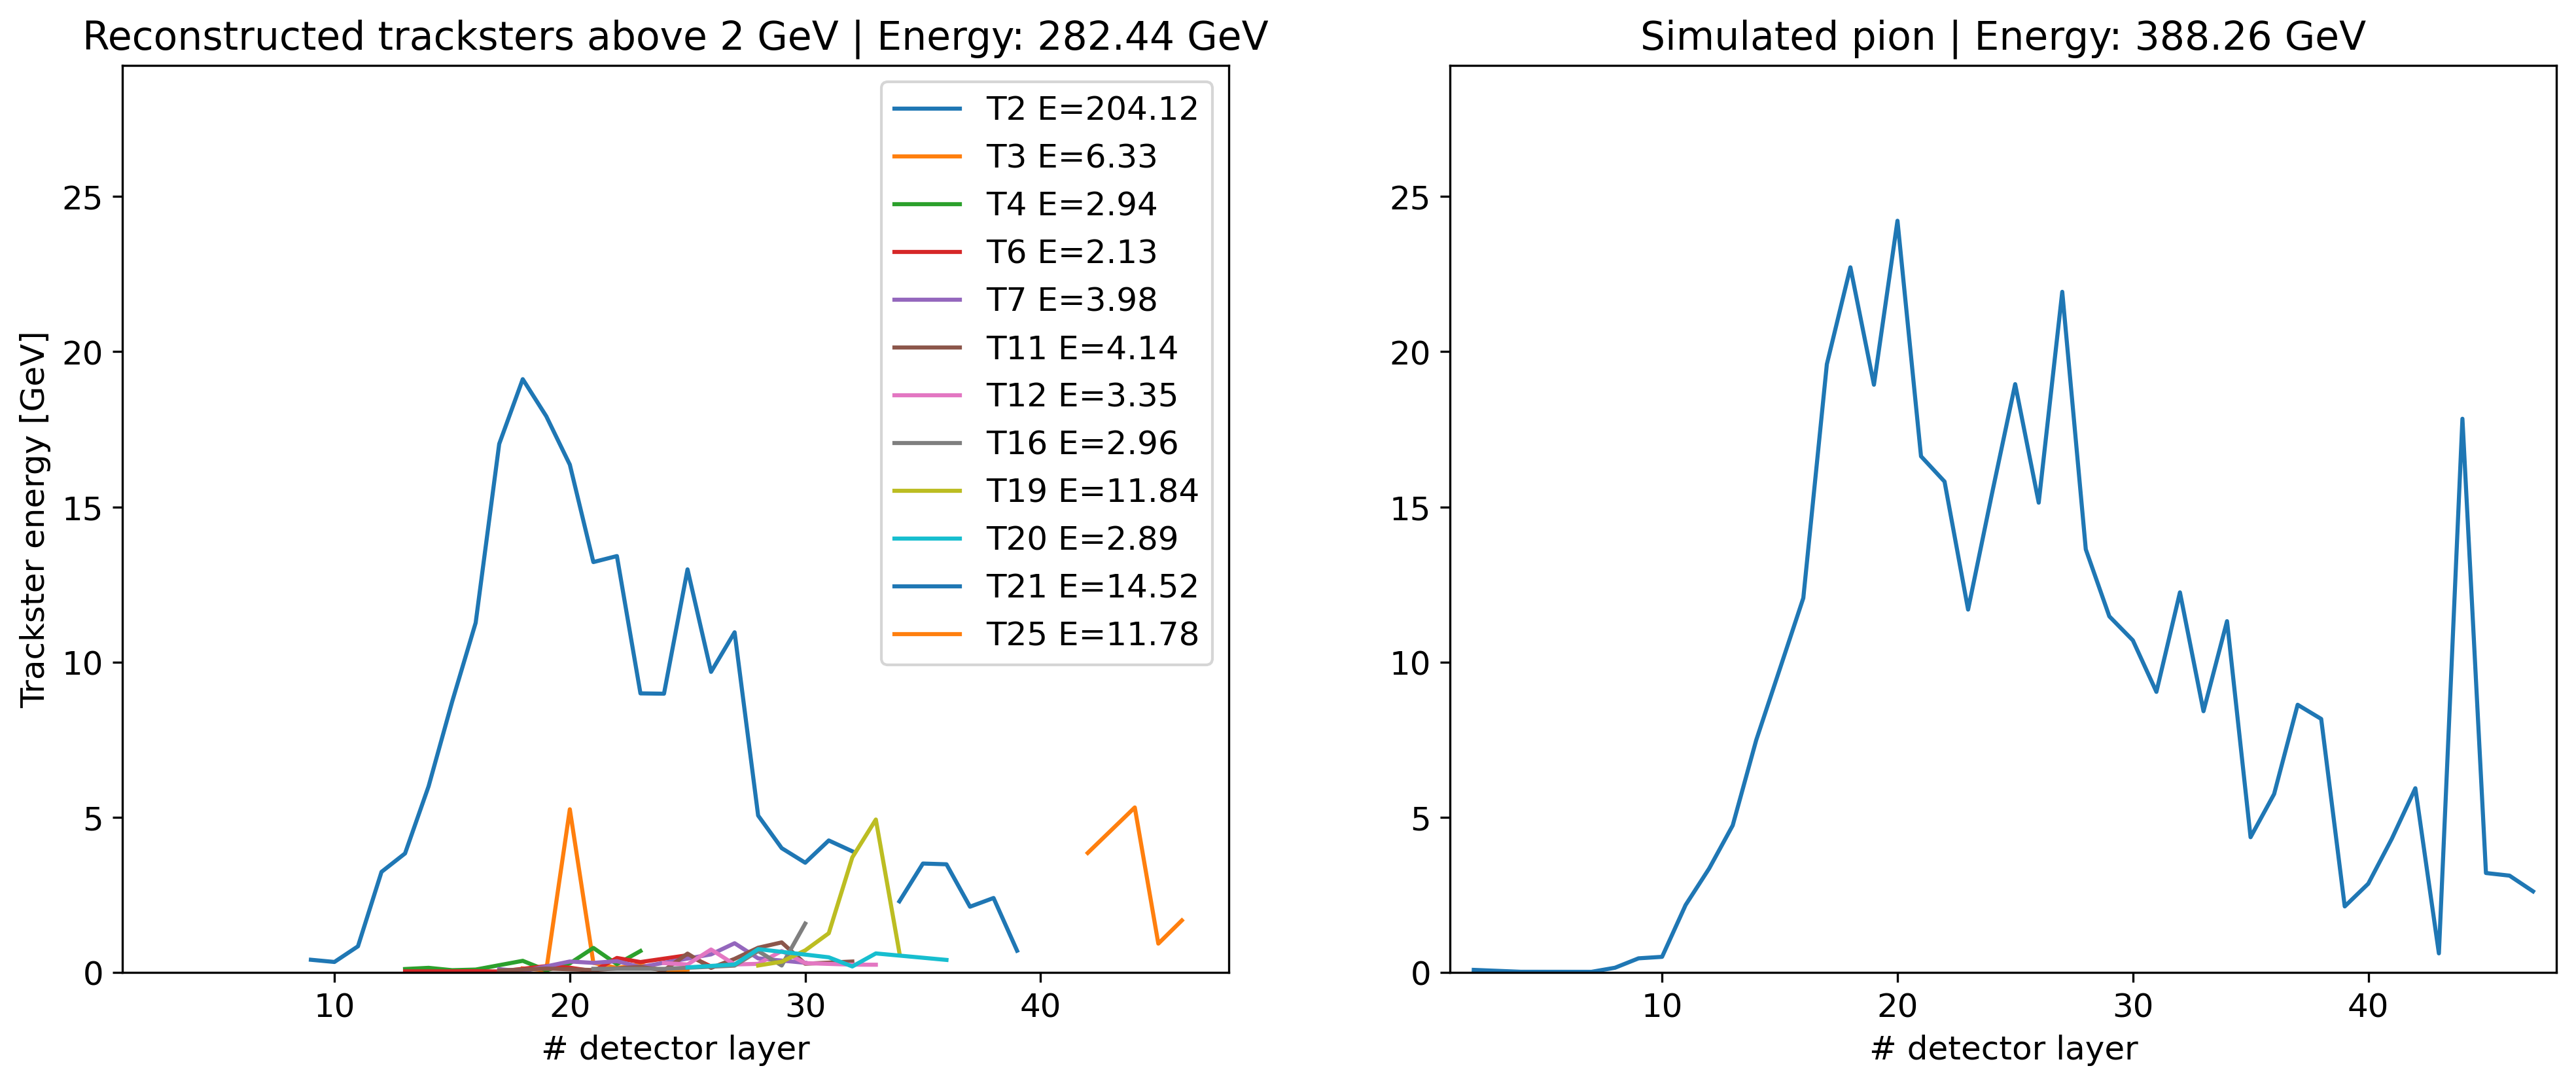 Reconstructed tracksters above 2 GeV | Energy: 282.44 GeV
Trackster energy [GeV]
25
20
15
10
5
0
10 20 30 40
# detector layer
T2 E=204.12
T3 E=6.33
T4 E=2.94
T6 E=2.13
T7 E=3.98
T11 E=4.14
T12 E=3.35
T16 E=2.96
T19 E=11.84
T20 E=2.89
T21 E=14.52
T25 E=11.78
Simulated pion | Energy: 388.26 GeV
25
20
15
10
5
0
10 20 30 40
# detector layer